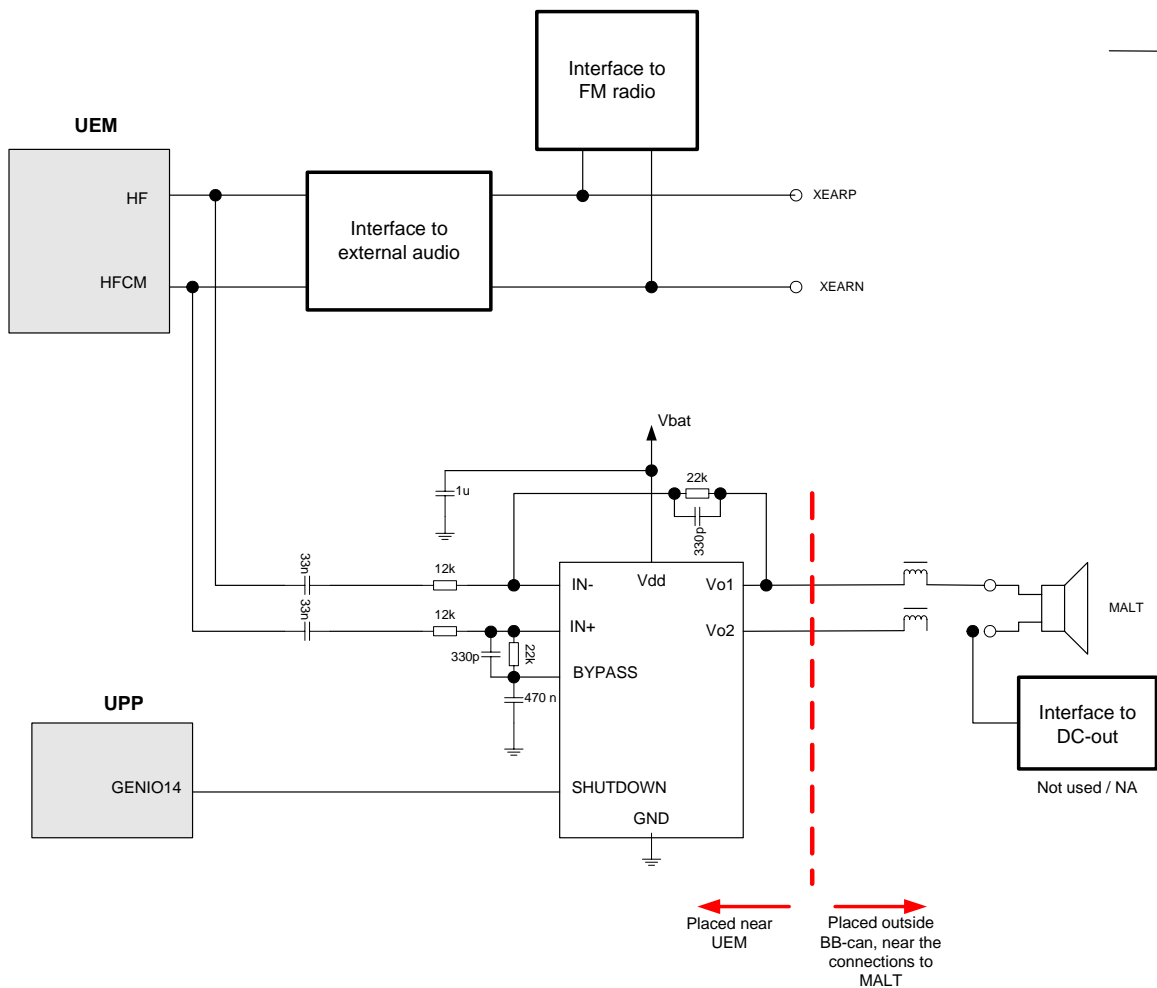 Interface to
FM radio
UEM
HF
HFCM
Interface to
external audio
XEARP
XEARN
Vbat
1u
22k
330p
33n
12k
33n
12k
330p
22k
470 n
IN-
IN+
BYPASS
SHUTDOWN
Vdd
Vo1
Vo2
GND
MALT
UPP
GENIO14
Interface to
DC-out
Not used / NA
Placed near
UEM
Placed outside
BB-can, near the
connections to
MALT